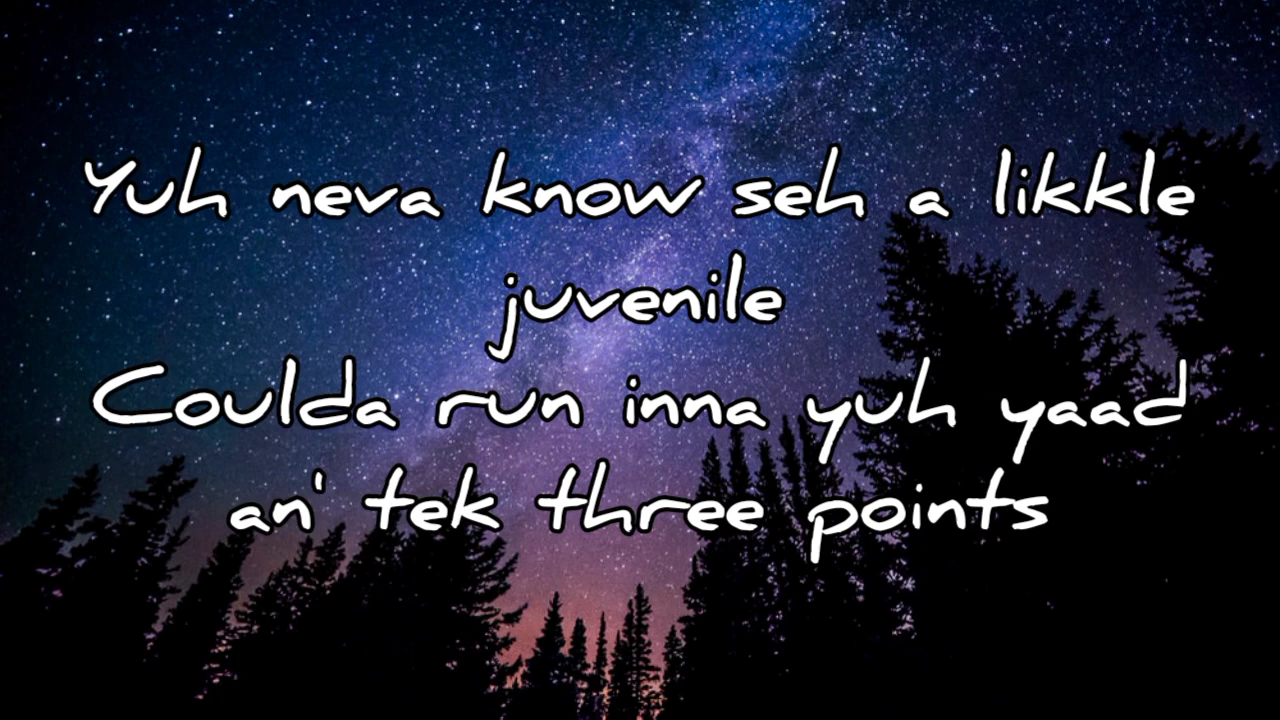 Yuh neva know seh a likkle
juvenile
Coulda run inna yuh yaad
an' tek three points